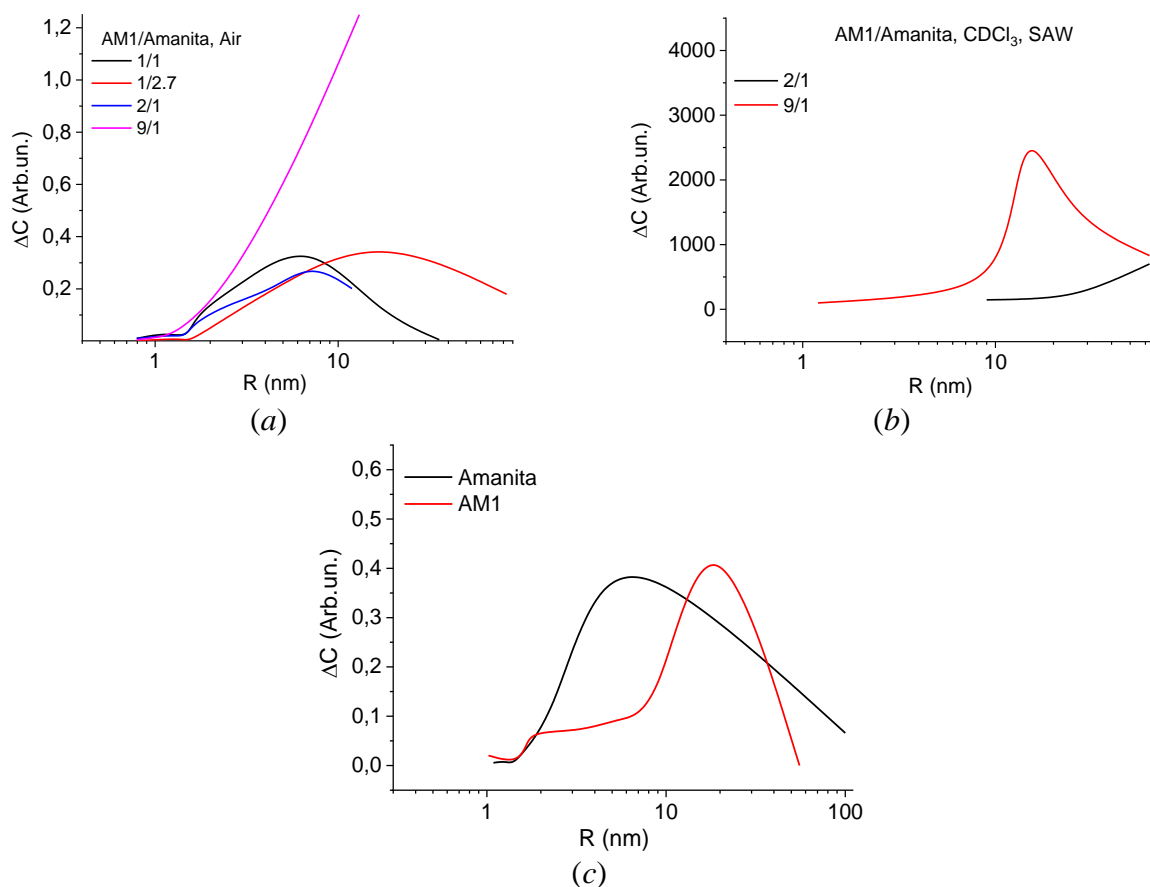 1,2
1,0
0,8
0,6
0,4
0,2
ΔC (Arb.un.)
AM1/Amanita, Air
1/1
1/2.7
2/1
9/1
1
10
R (nm)
(a)
4000
3000
2000
1000
0
ΔC (Arb.un.)
AM1/Amanita, CDCl₃, SAW
2/1
9/1
1
10
R (nm)
(b)
0,6
0,5
0,4
0,3
0,2
0,1
0,0
ΔC (Arb.un.)
Amanita
AM1
1
10
100
R (nm)
(c)